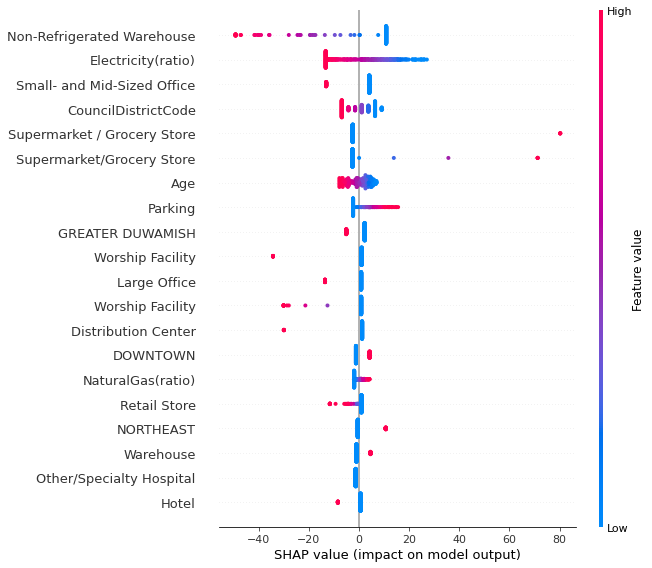 High
Non-Refrigerated Warehouse
Electricity(ratio)
Small- and Mid-Sized Office
CouncilDistrictCode
Supermarket / Grocery Store
Supermarket/Grocery Store
Age
Parking
GREATER DUWAMISH
Worship Facility
Large Office
Worship Facility
Distribution Center
DOWNTOWN
NaturalGas(ratio)
Retail Store
NORTHEAST
Warehouse
Other/Specialty Hospital
Hotel
Feature value
Low
−40 −20 0 20 40 60 80
SHAP value (impact on model output)